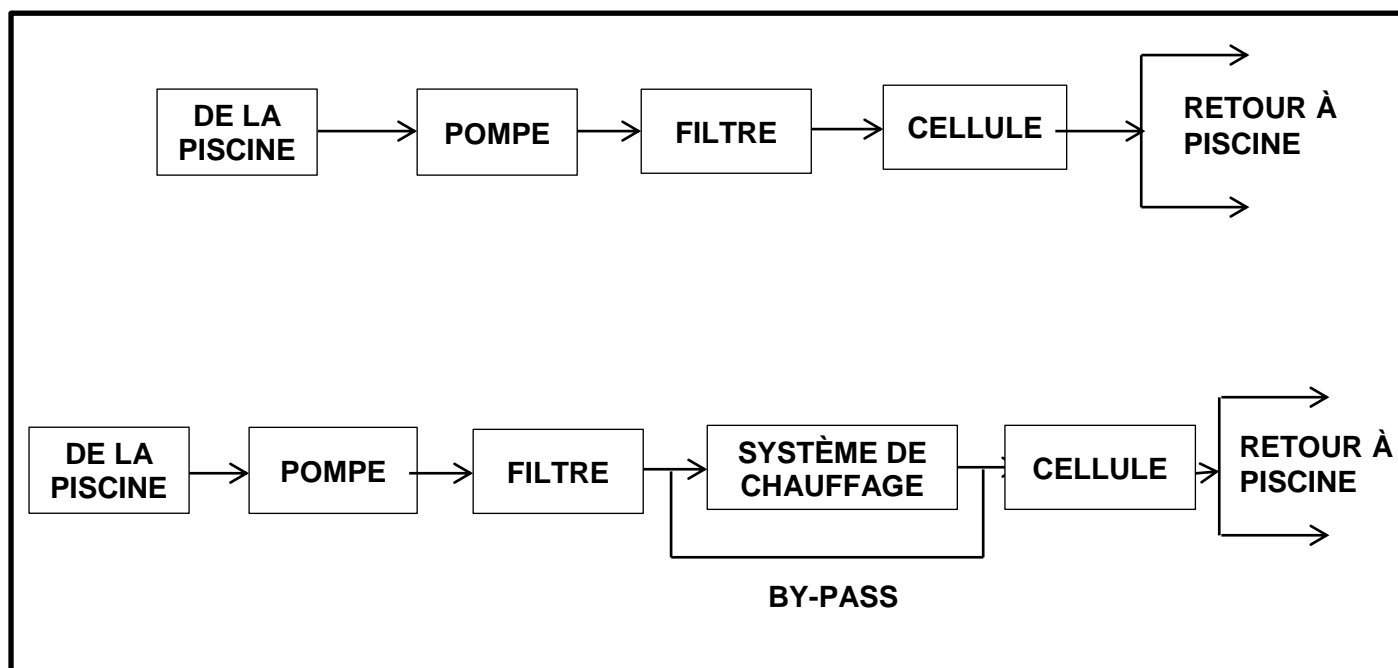 DE LA
PISCINE
POMPE
FILTRE
CELLULE
RETOUR À
PISCINE
DE LA
PISCINE
POMPE
FILTRE
SYSTÈME DE
CHAUFFAGE
CELLULE
RETOUR À
PISCINE
BY-PASS